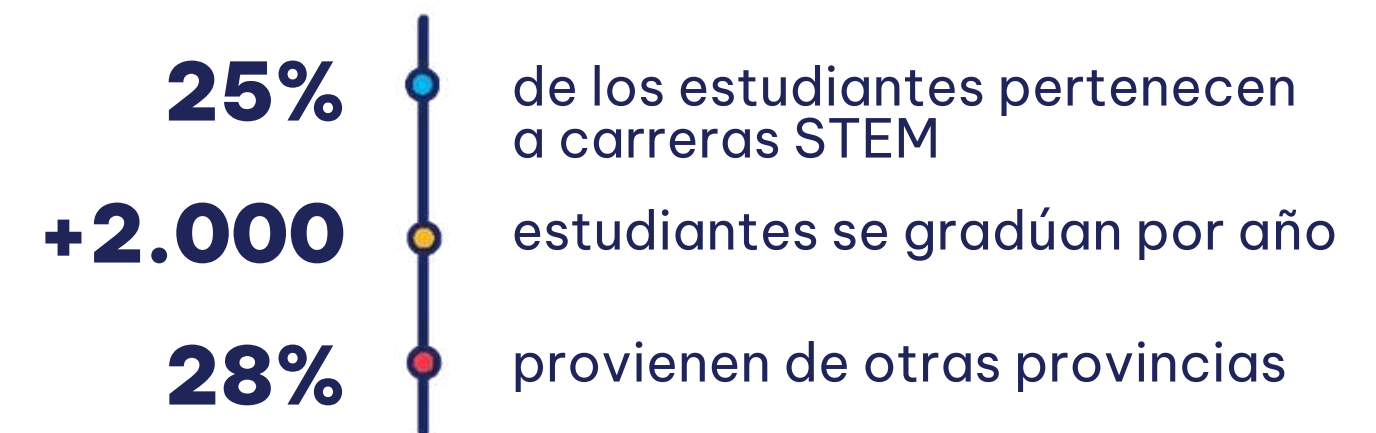 25% de los estudiantes pertenecen
a carreras STEM
+2.000 estudiantes se gradúan por año
28% provienen de otras provincias